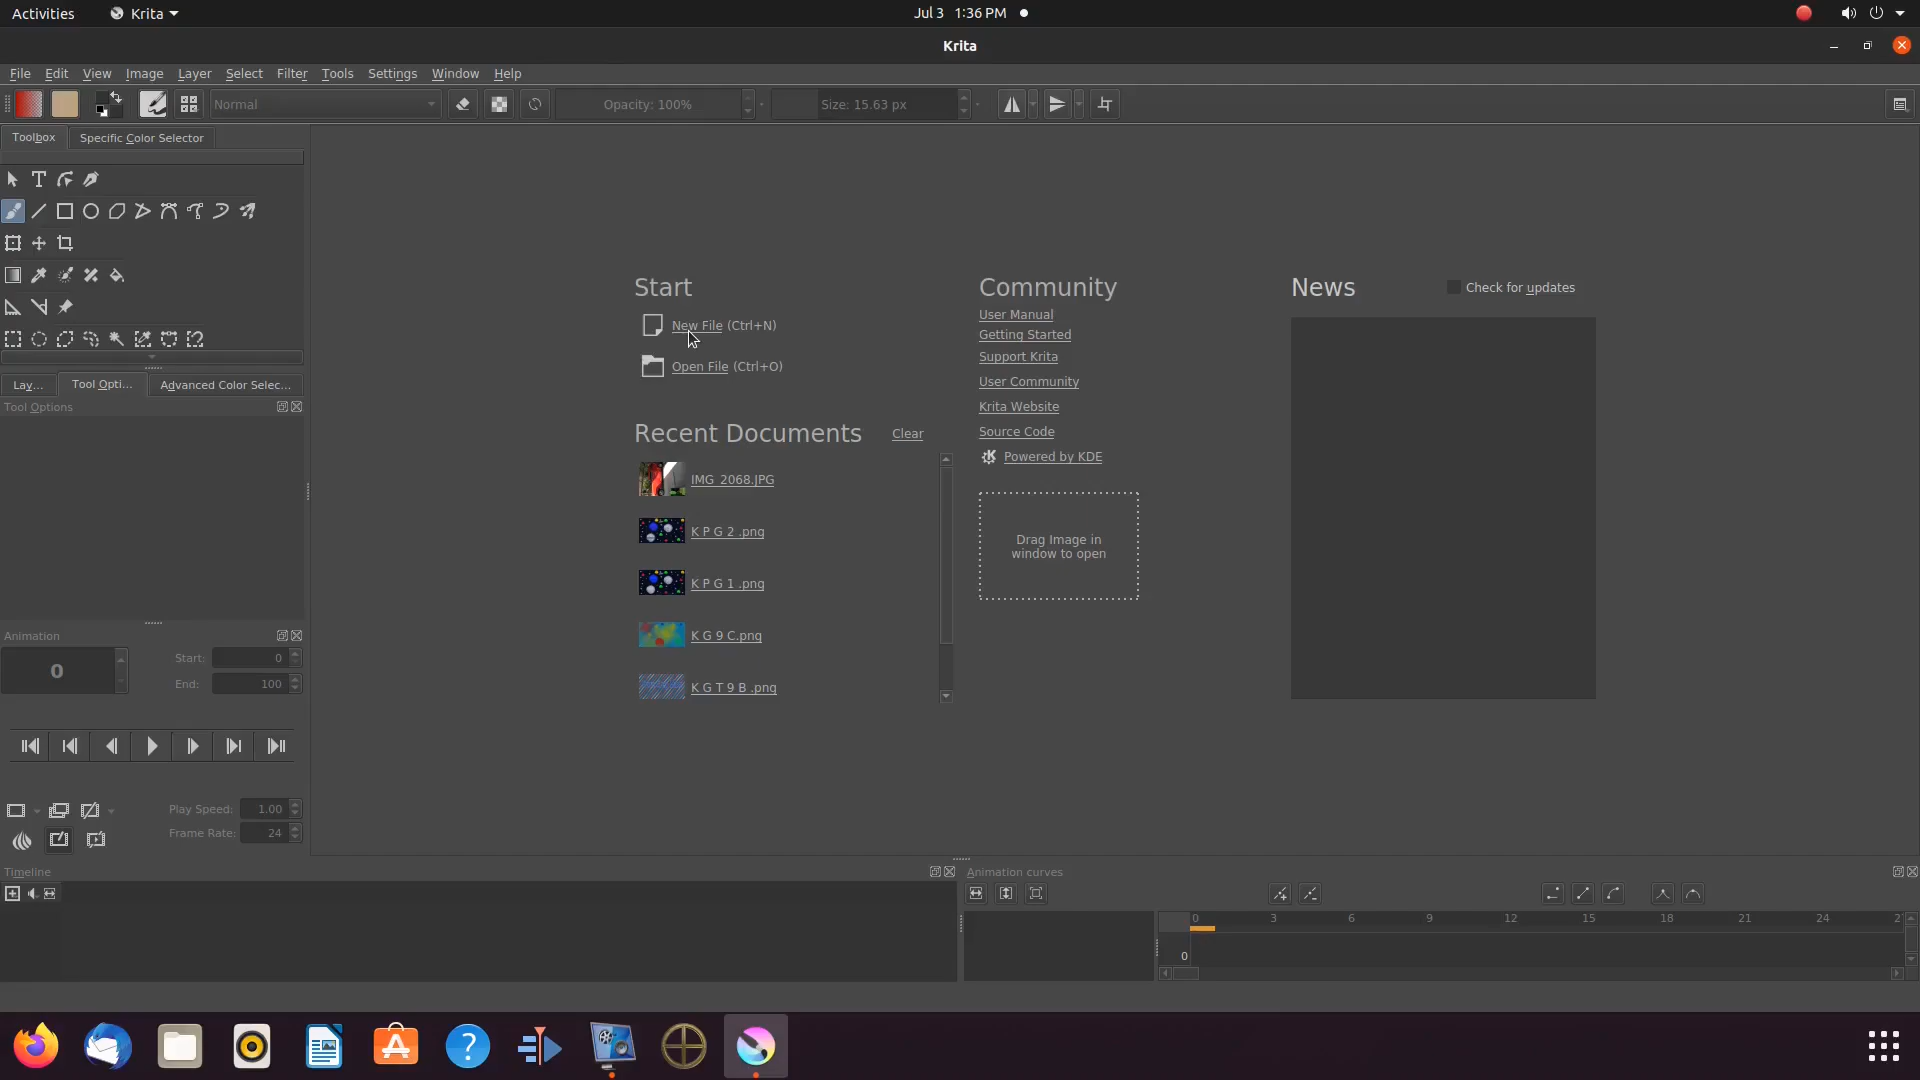 Activities
Krita
Jul 3 1:36 PM
Krita
File Edit View Image Layer Select Filter Tools Settings Window Help
Normal
Opacity: 100%
Size: 15.63 px
Toolbox
Specific Color Selector
Start
New File (Ctrl+N)
Open File (Ctrl+O)
Recent Documents
Clear
IMG_2068.JPG
K P G 2 .png
K P G 1 .png
K G 9 C.png
K G T 9 B .png
Community
User Manual
Getting Started
Support Krita
User Community
Krita Website
Source Code
Powered by KDE
Drag Image in
window to open
News
Check for updates
Lay...
Tool Opti...
Advanced Color Selec...
Tool Options
Animation
0
Start: 0
End: 100
Play Speed: 1.00
Frame Rate: 24
Timeline
Animation curves
0 3 6 9 12 15 18 21 24 2
0